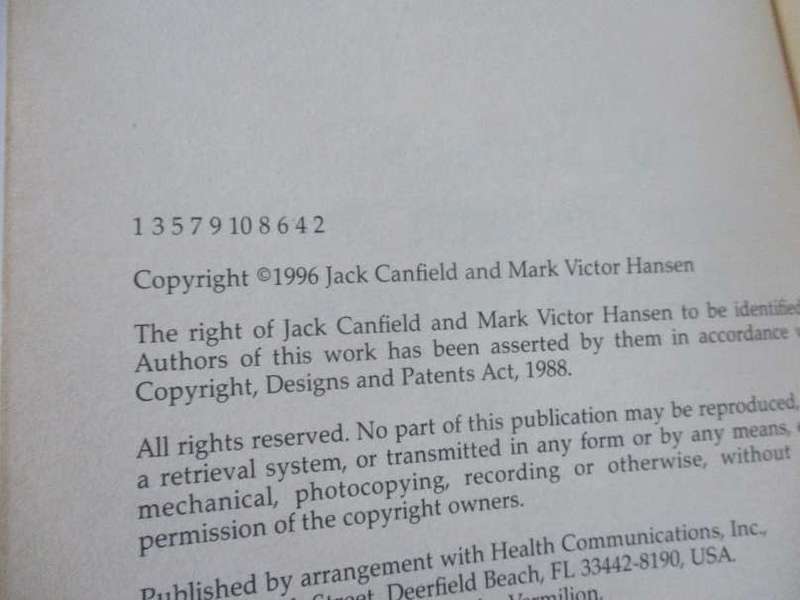 1 3 5 7 9 10 8 6 4 2
Copyright ©1996 Jack Canfield and Mark Victor Hansen
The right of Jack Canfield and Mark Victor Hansen to be identified
Authors of this work has been asserted by them in accordance
Copyright, Designs and Patents Act, 1988.
All rights reserved. No part of this publication may be reproduced,
a retrieval system, or transmitted in any form or by any means,
mechanical, photocopying, recording or otherwise, without
permission of the copyright owners.
Published by arrangement with Health Communications, Inc.,
Street, Deerfield Beach, FL 33442-8190, USA.
Vermilion,